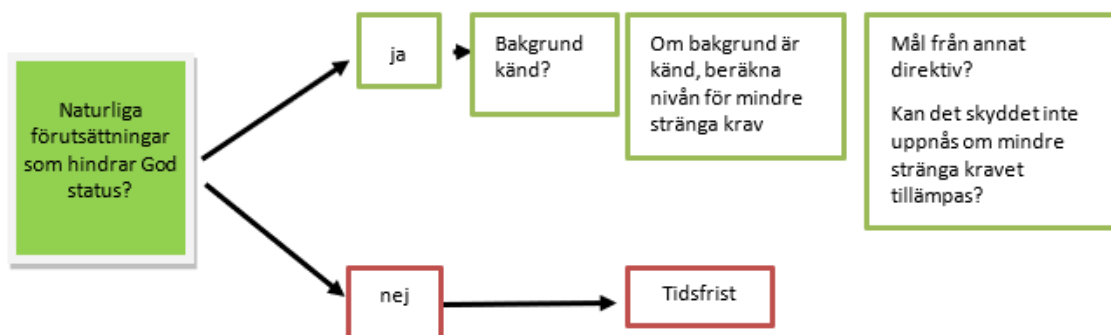 Naturliga
förutsättningar
som hindrar God
status?
ja
Bakgrund
känd?
Om bakgrund är
känd, beräkna
nivån för mindre
stränga krav
Mål från annat
direktiv?
Kan det skyddet inte
uppnås om mindre
stränga kravet
tillämpas?
nej
Tidsfrist